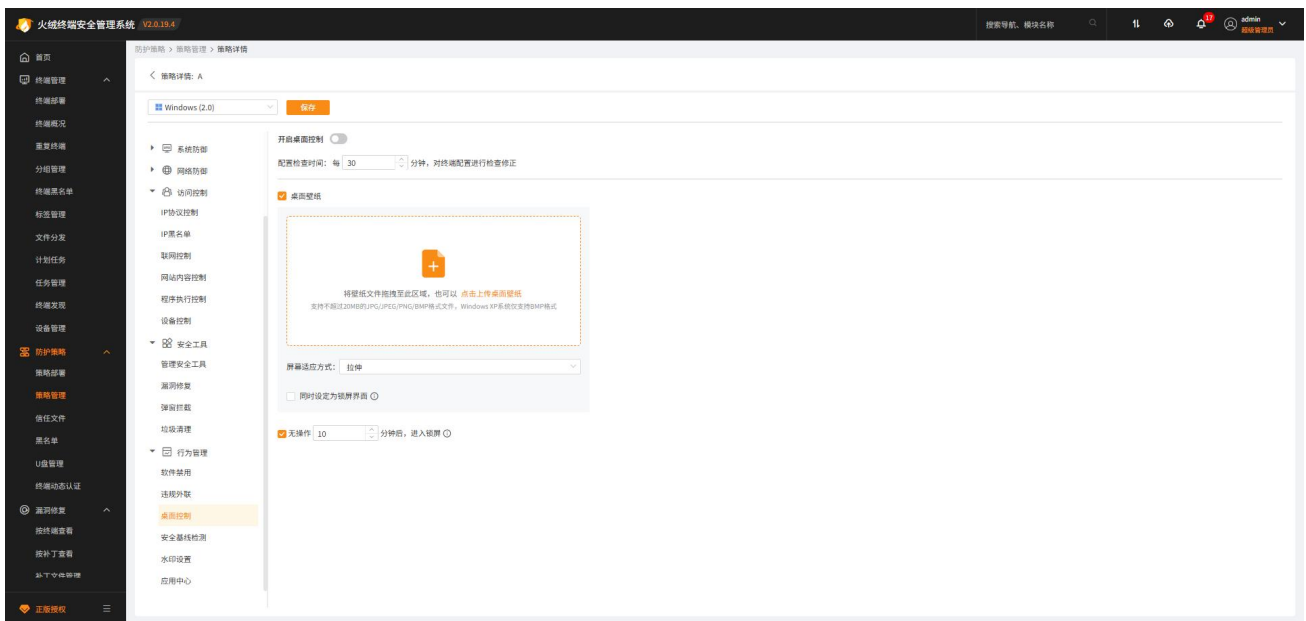 火绒终端安全管理系统 V2.0.19.4
搜索导航、模块名称
17
admin
超级管理员
首页
终端管理
终端部署
终端概况
重复终端
分组管理
终端黑名单
标签管理
文件分发
计划任务
任务管理
终端发现
设备管理
防护策略
策略部署
策略管理
信任文件
黑名单
U盘管理
终端动态认证
漏洞修复
按终端查看
按补丁查看
补丁文件管理
正版授权
防护策略 > 策略管理 > 策略详情
策略详情: A
Windows (2.0)
保存
系统防御
网络防御
访问控制
IP协议控制
IP黑名单
联网控制
网站内容控制
程序执行控制
设备控制
安全工具
管理安全工具
漏洞修复
弹窗拦截
垃圾清理
行为管理
软件禁用
违规外联
桌面控制
安全基线检测
水印设置
应用中心
开启桌面控制
配置检查时间: 每 30 分钟, 对终端配置进行检查修正
桌面壁纸
将壁纸文件拖拽至此区域, 也可以 点击上传桌面壁纸
支持不超过20MB的JPG/JPEG/PNG/BMP格式文件, Windows XP系统仅支持BMP格式
屏幕适应方式: 拉伸
同时设定为锁屏界面
无操作 10 分钟后, 进入锁屏